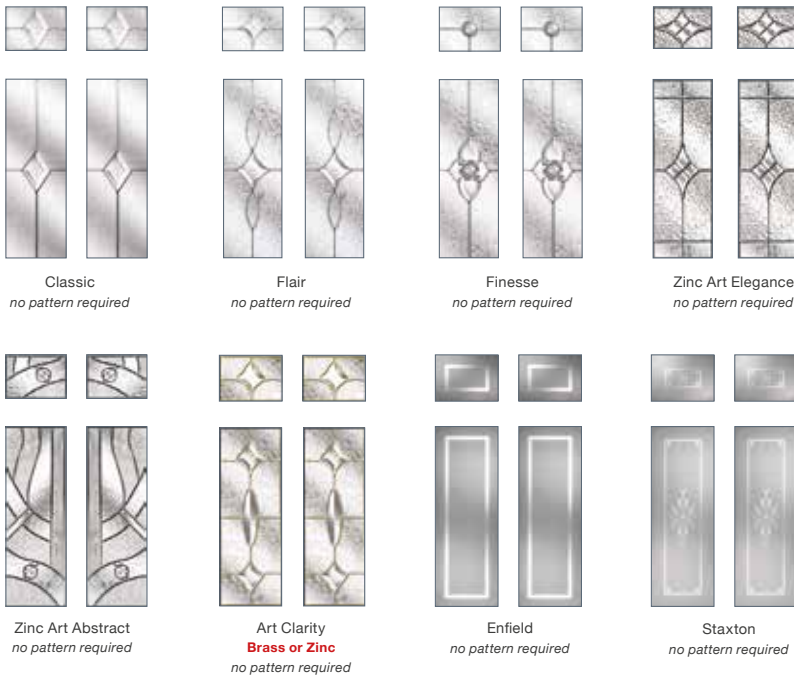 Classic
no pattern required
Flair
no pattern required
Finesse
no pattern required
Zinc Art Elegance
no pattern required
Zinc Art Abstract
no pattern required
Art Clarity
Brass or Zinc
no pattern required
Enfield
no pattern required
Staxton
no pattern required